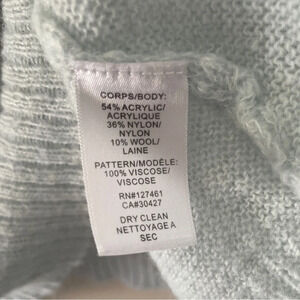 CORPS/BODY:
54% ACRYLIC/
ACRYLIQUE
36% NYLON/
NYLON
10% WOOL/
LAINE
PATTERN/MODÈLE:
100% VISCOSE/
VISCOSE
RN#127461
CA#30427
DRY CLEAN
NETTOYAGE A
SEC